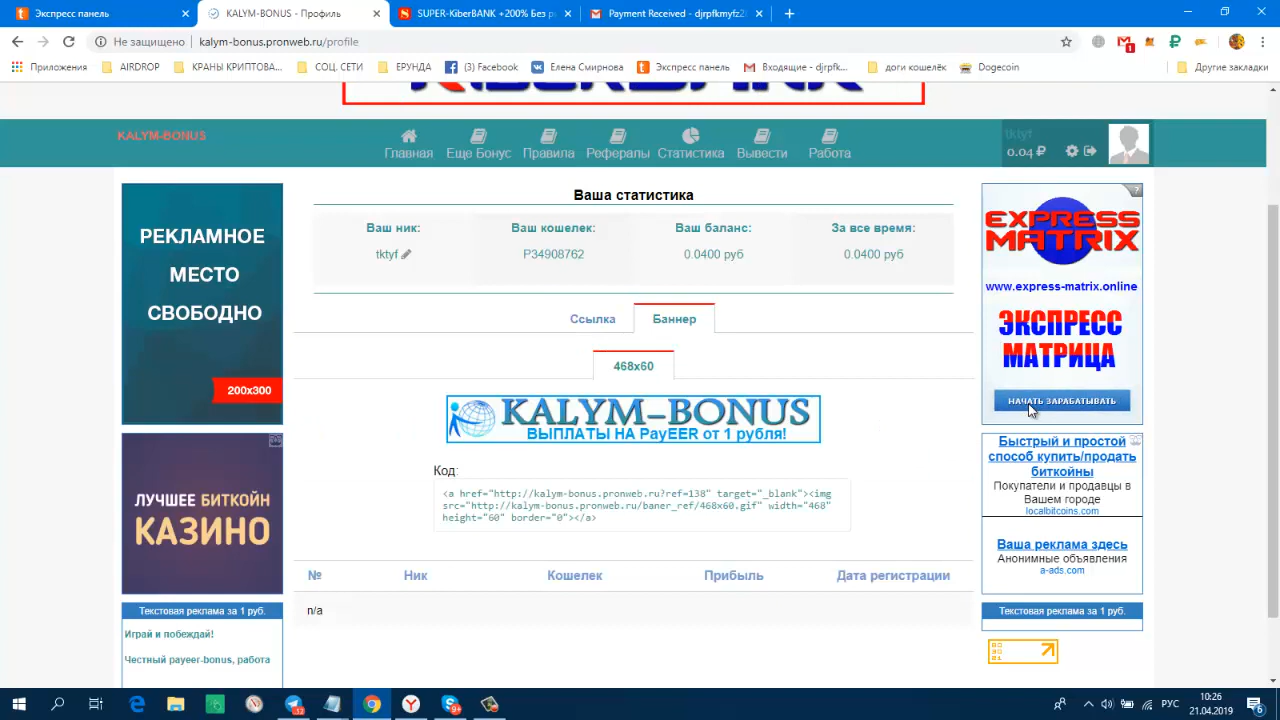 Экспресс панель
KALYM-BONUS - Профиль
SUPER-KiberBANK +200% Без р
Payment Received - djrpfkmyfz2
Не защищено
kalym-bonus.pronweb.ru/profile
1
Приложения
AIRDROP
КРАНЫ КРИПТОВА...
СОЦ. СЕТИ
ЕРУНДА
(3) Facebook
Елена Смирнова
Экспресс панель
Входящие - djrpfk...
доги кошелёк
Dogecoin
Другие закладки
KALYM-BONUS
Главная
Еще Бонус
Правила
Рефералы
Статистика
Вывести
Работа
tktyf
0.04 ₽
РЕКЛАМНОЕ
МЕСТО
СВОБОДНО
200x300
ЛУЧШЕЕ БИТКОЙН
КАЗИНО
Текстовая реклама за 1 руб.
Играй и побеждай!
Честный payeer-bonus, работа
Ваша статистика
Ваш ник:
Ваш кошелек:
Ваш баланс:
За все время:
tktyf
P34908762
0.0400 руб
0.0400 руб
Ссылка
Баннер
468x60
KALYM-BONUS
ВЫПЛАТЫ НА PayEER от 1 рубля!
Код:
<a href="http://kalym-bonus.pronweb.ru?ref=138" target="_blank"><img
src="http://kalym-bonus.pronweb.ru/baner_ref/468x60.gif" width="468"
height="60" border="0"></a>
№
Ник
Кошелек
Прибыль
Дата регистрации
n/a
?
EXPRESS
MATRIX
www.express-matrix.online
ЭКСПРЕСС
МАТРИЦА
НАЧАТЬ ЗАРАБАТЫВАТЬ
Быстрый и простой
способ купить/продать
биткойны
Покупатели и продавцы в
Вашем городе
localbitcoins.com
Ваша реклама здесь
Анонимные объявления
a-ads.com
Текстовая реклама за 1 руб.
РУС
10:26
21.04.2019
6